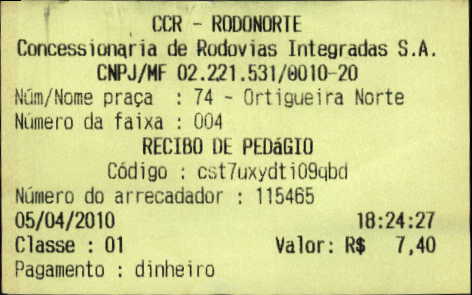 CCR - RODONORTE
Concessionaria de Rodovias Integradas S.A.
CNPJ/MF 02.221.531/0010-20
Núm/Nome praça : 74 - Ortigueira Norte
Número da faixa : 004
RECIBO DE PEDáGIO
Código : cst7uxydti09qbd
Número do arrecadador : 115465
05/04/2010 18:24:27
Classe : 01 Valor: R$ 7,40
Pagamento : dinheiro